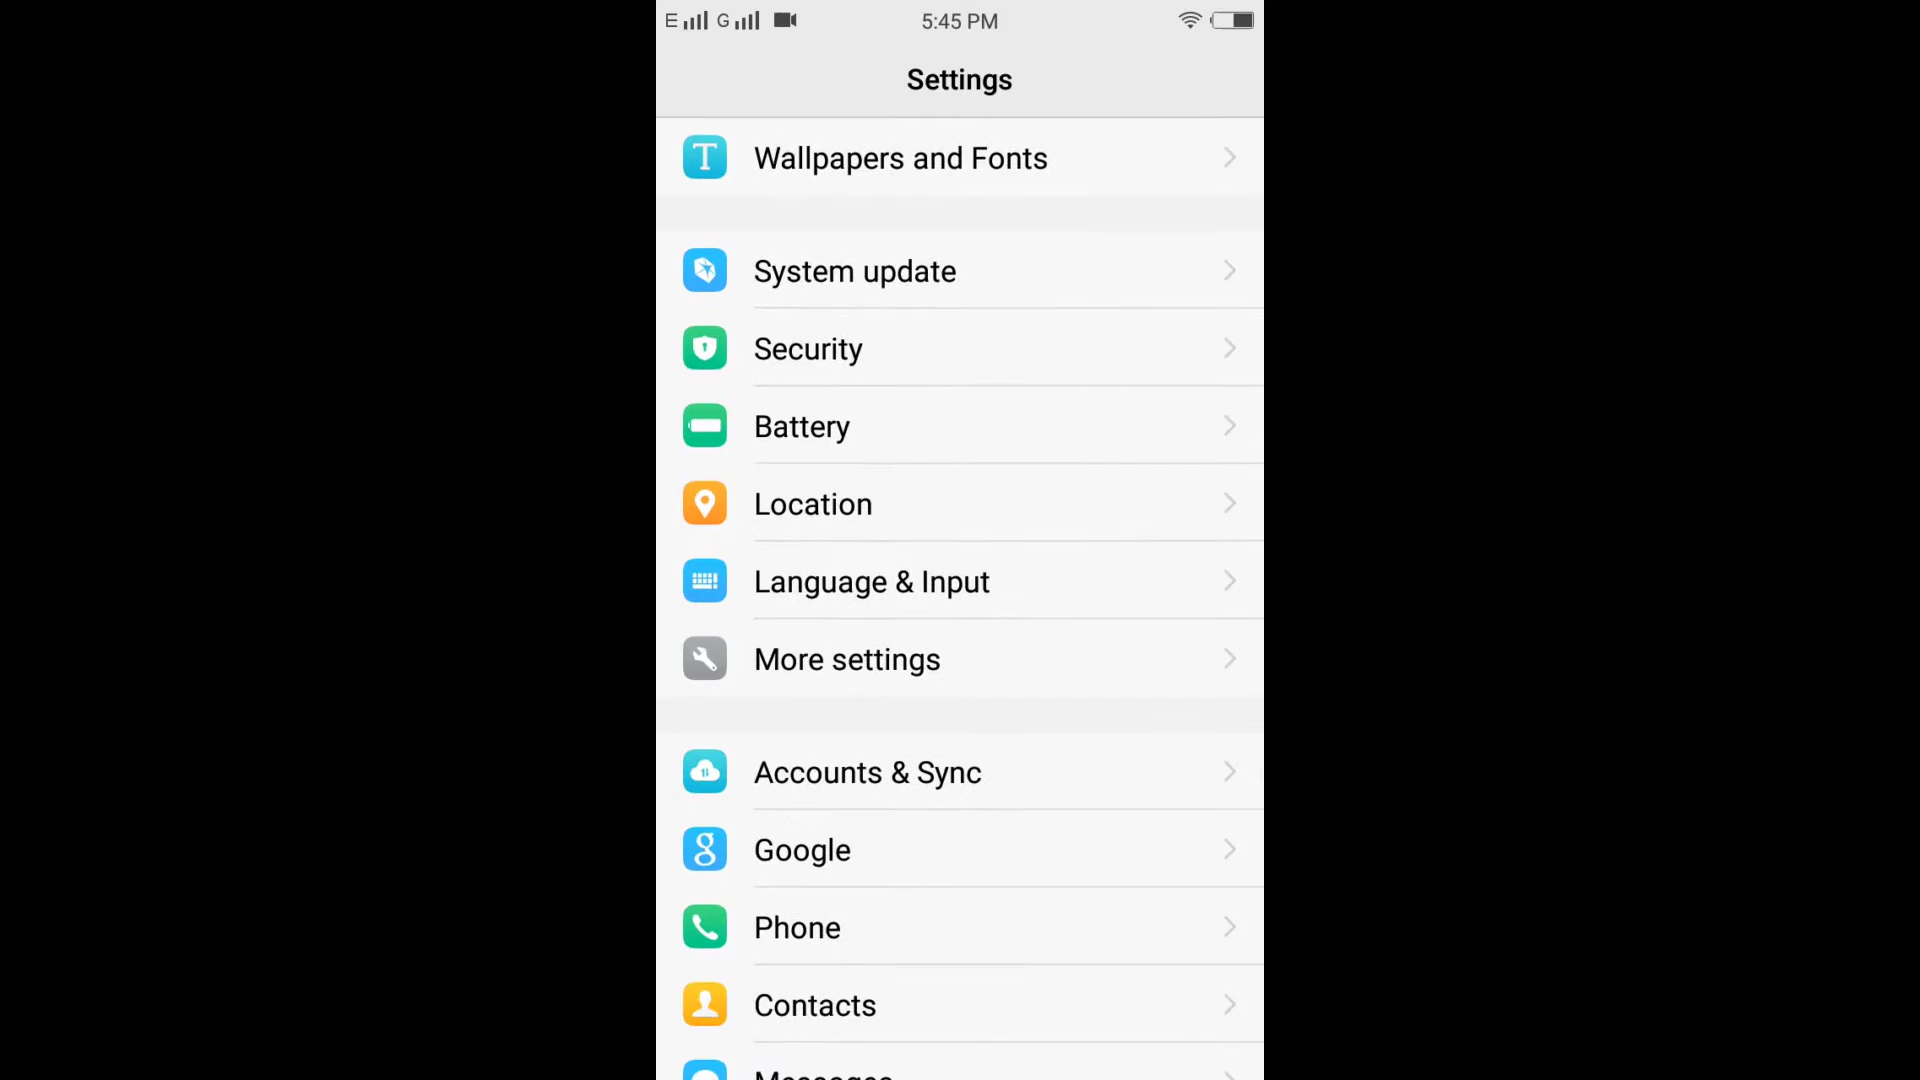 E G 5:45 PM
Settings
Wallpapers and Fonts
System update
Security
Battery
Location
Language & Input
More settings
Accounts & Sync
Google
Phone
Contacts
Messages